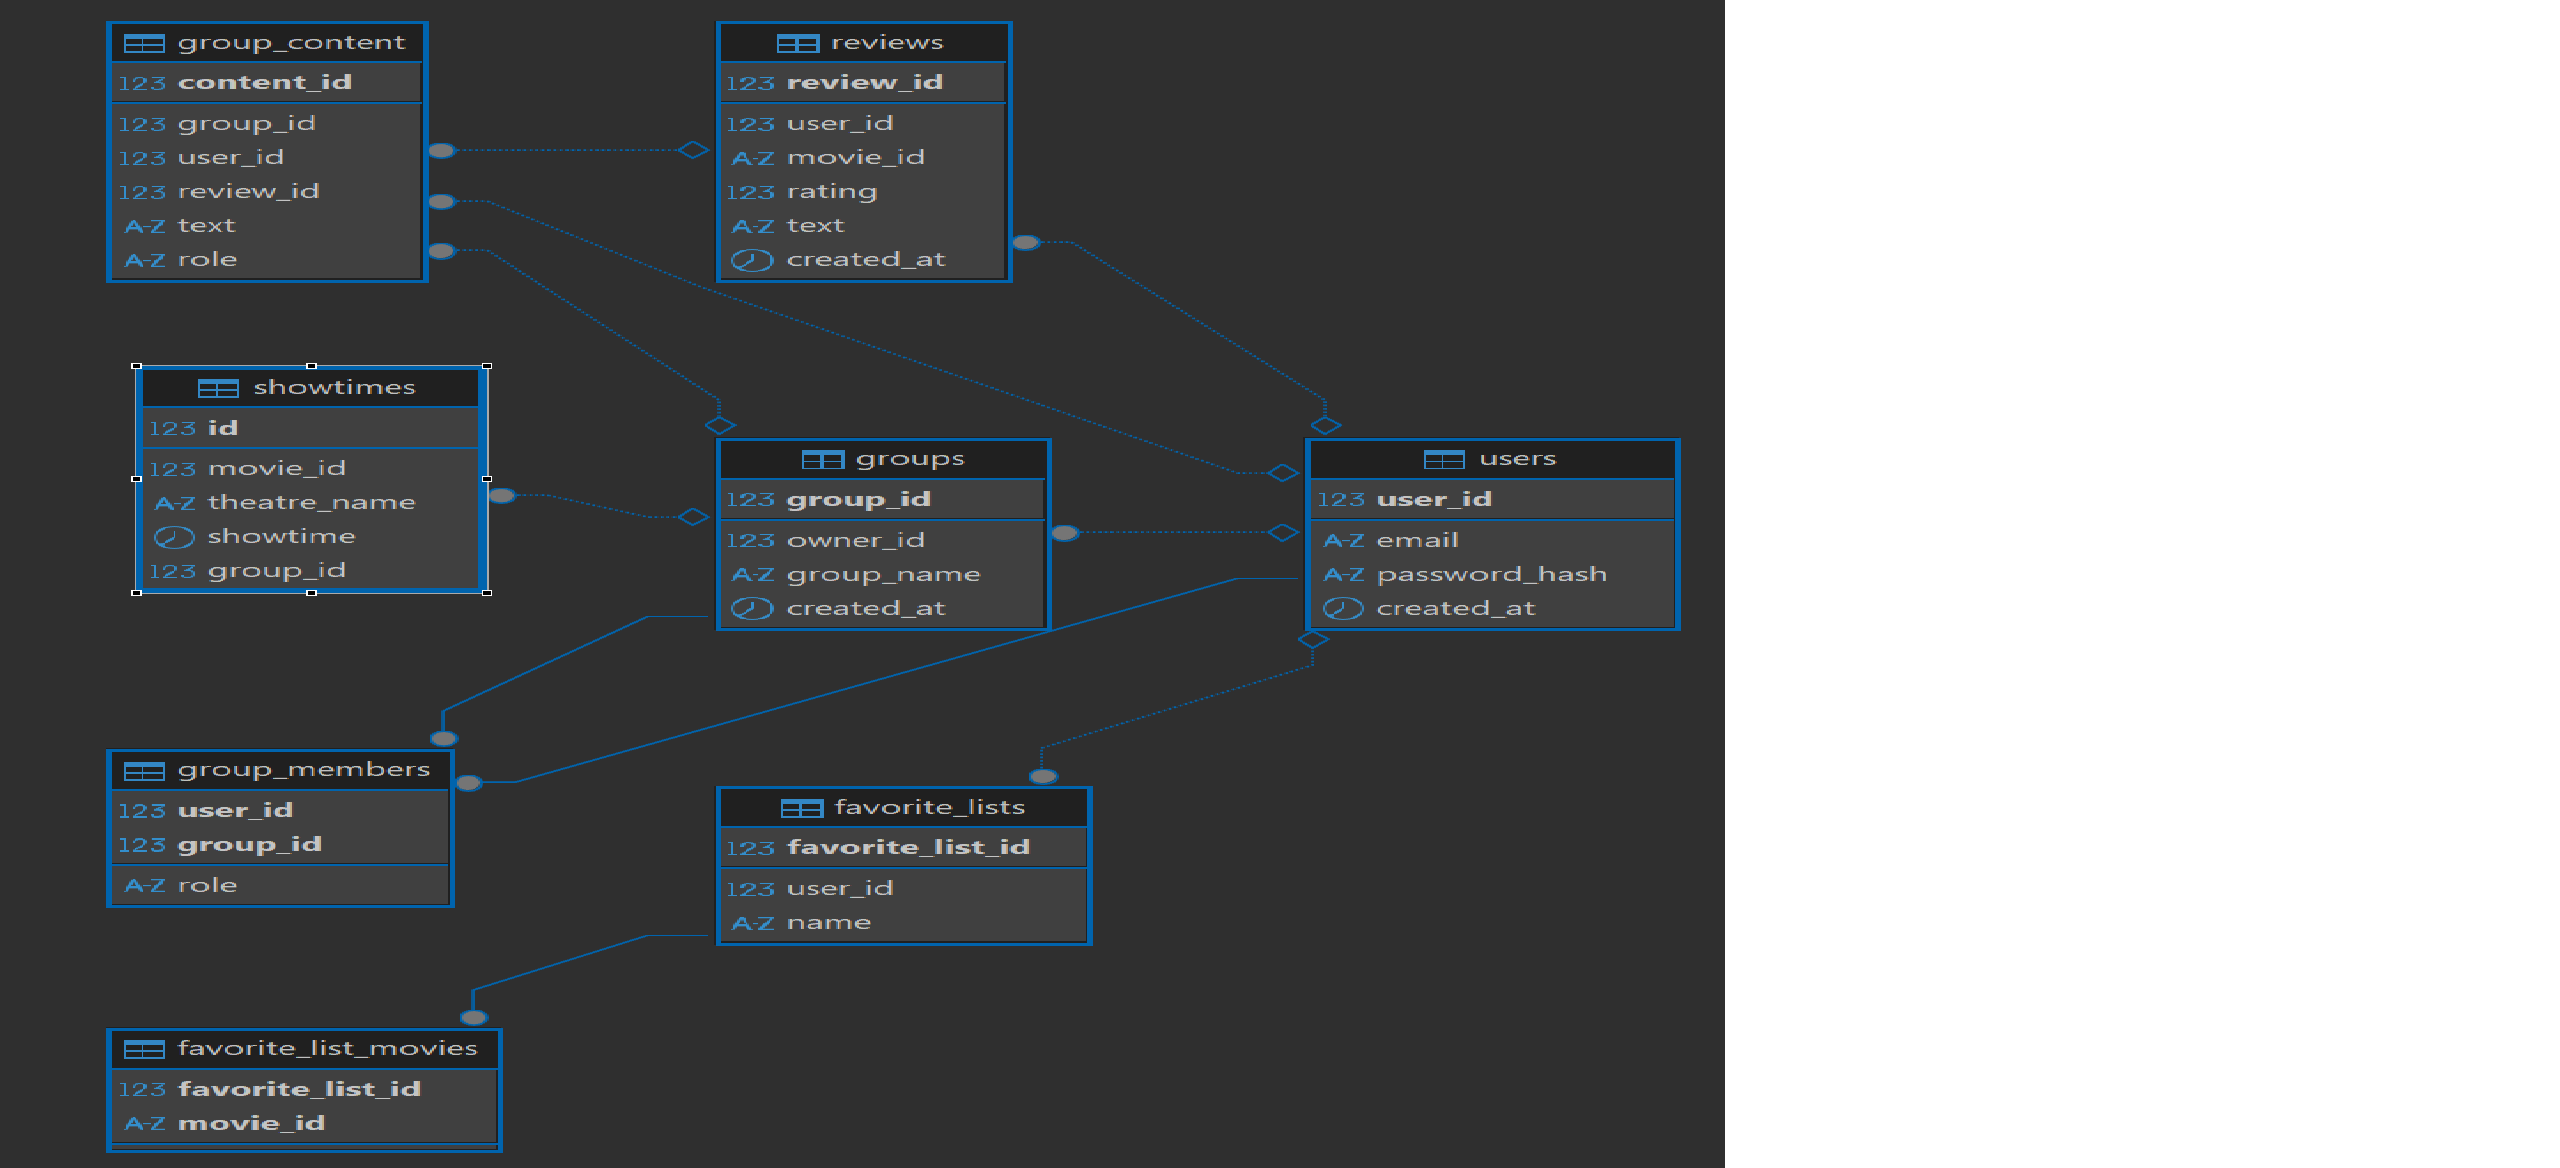 group_content
123 content_id
123 group_id
123 user_id
123 review_id
A-Z text
A-Z role
reviews
123 review_id
123 user_id
A-Z movie_id
123 rating
A-Z text
created_at
showtimes
123 id
123 movie_id
A-Z theatre_name
showtime
123 group_id
groups
123 group_id
123 owner_id
A-Z group_name
created_at
users
123 user_id
A-Z email
A-Z password_hash
created_at
group_members
123 user_id
123 group_id
A-Z role
favorite_lists
123 favorite_list_id
123 user_id
A-Z name
favorite_list_movies
123 favorite_list_id
A-Z movie_id